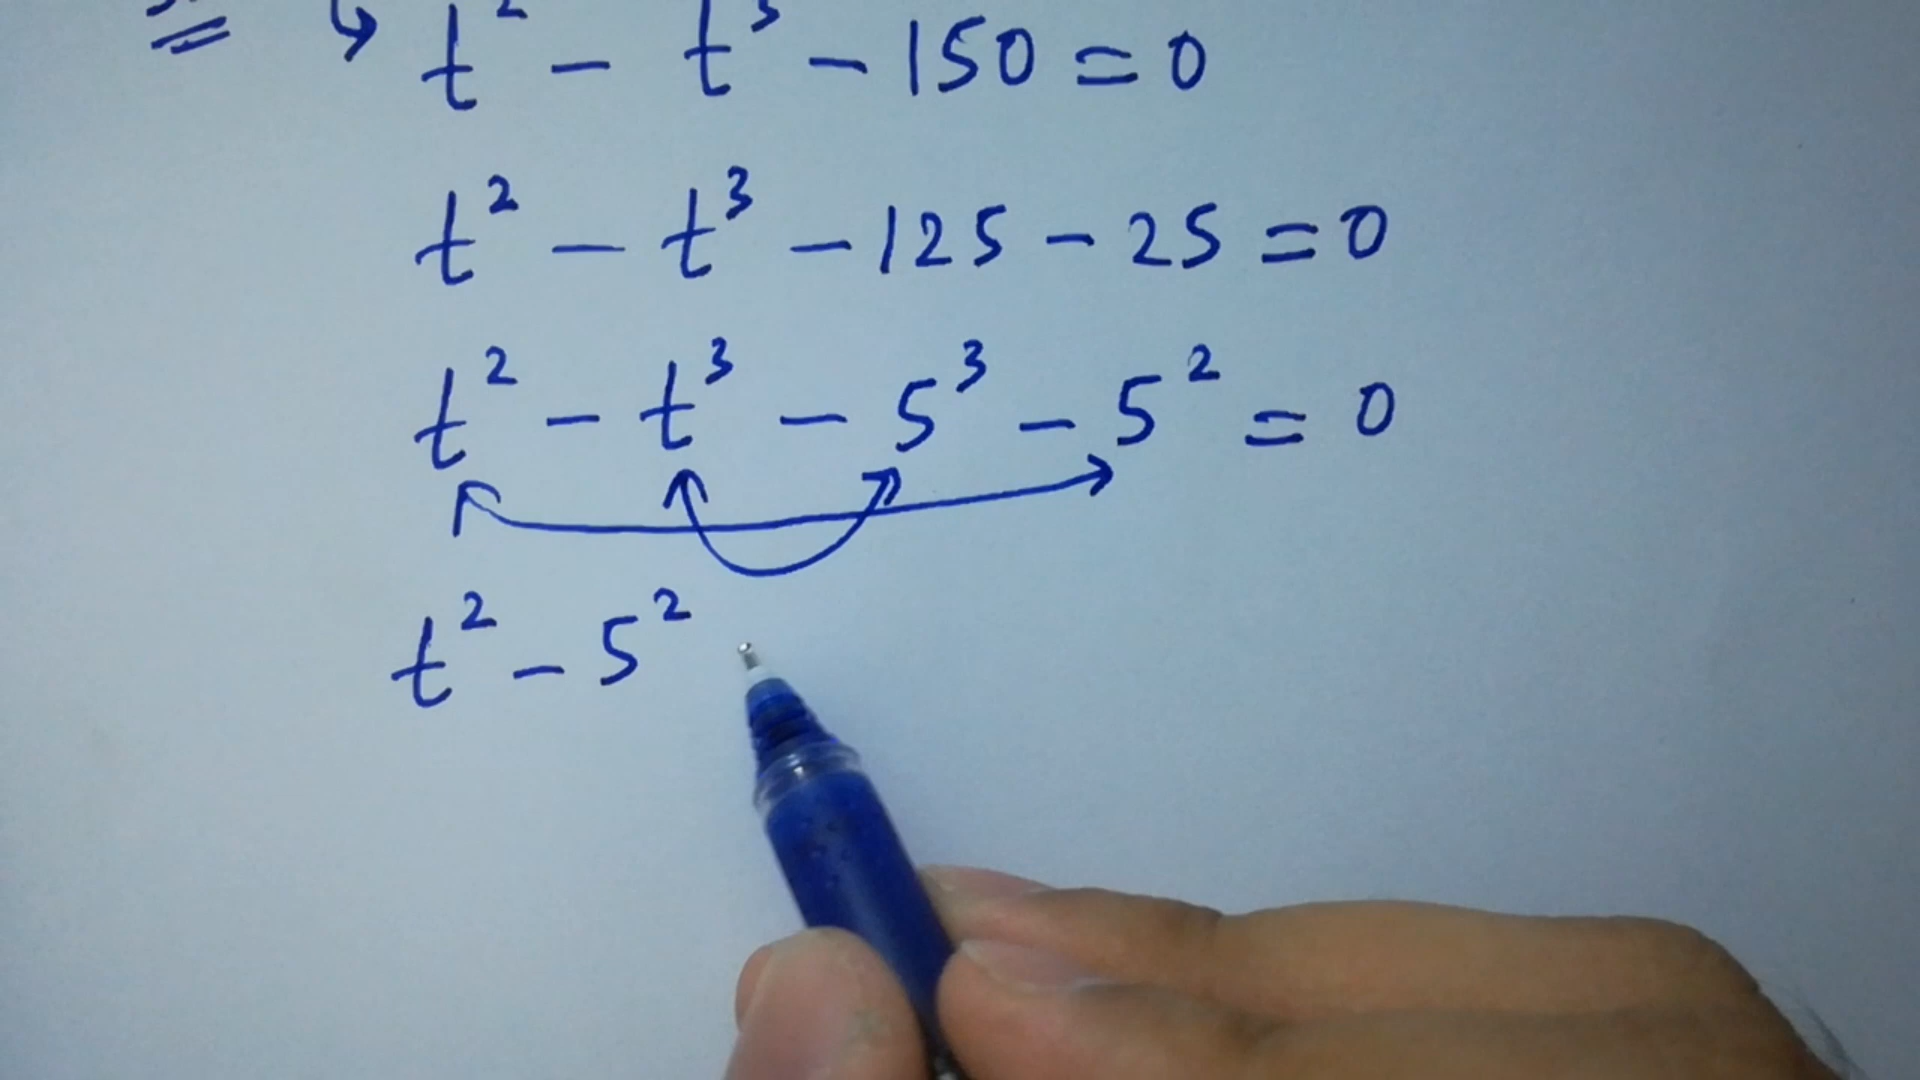 t² - t³ - 150 = 0
t² - t³ - 125 - 25 = 0
t² - t³ - 5³ - 5² = 0
t² - 5²